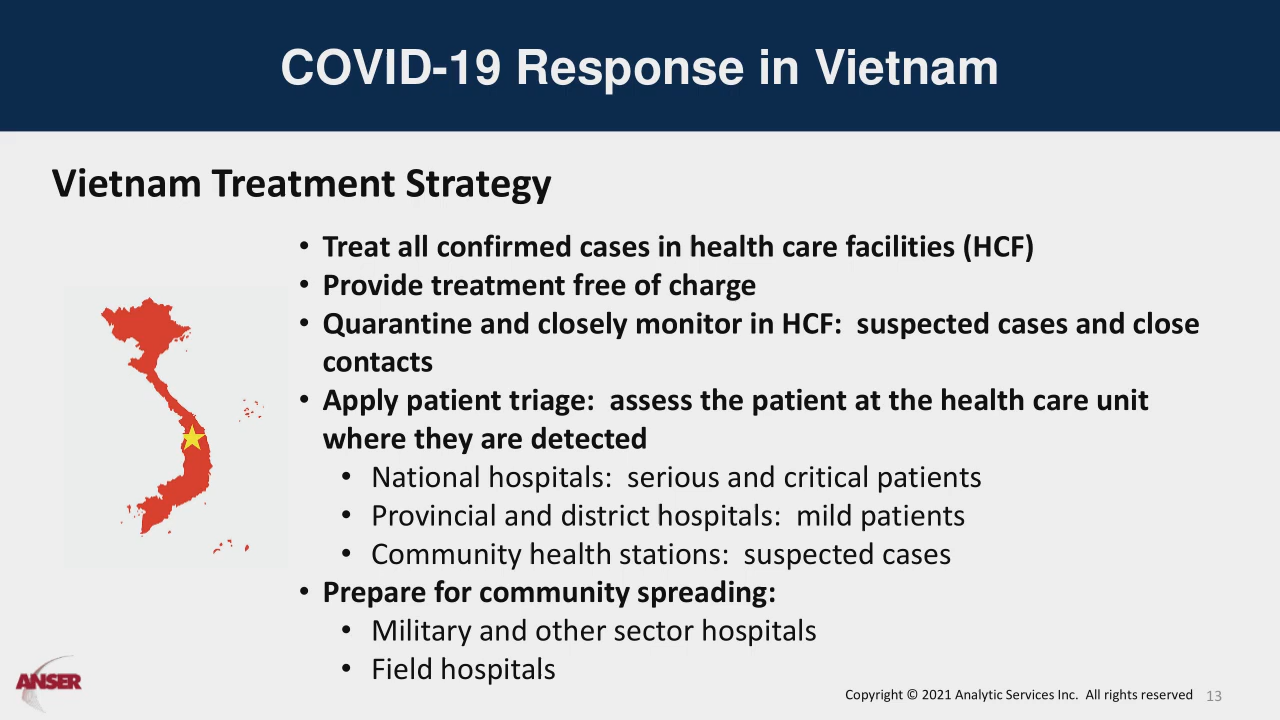 COVID-19 Response in Vietnam
Vietnam Treatment Strategy
• Treat all confirmed cases in health care facilities (HCF)
• Provide treatment free of charge
• Quarantine and closely monitor in HCF:  suspected cases and close
contacts
• Apply patient triage:  assess the patient at the health care unit
where they are detected
• National hospitals:  serious and critical patients
• Provincial and district hospitals:  mild patients
• Community health stations:  suspected cases
• Prepare for community spreading:
• Military and other sector hospitals
• Field hospitals
ANSER
Copyright © 2021 Analytic Services Inc.  All rights reserved 13